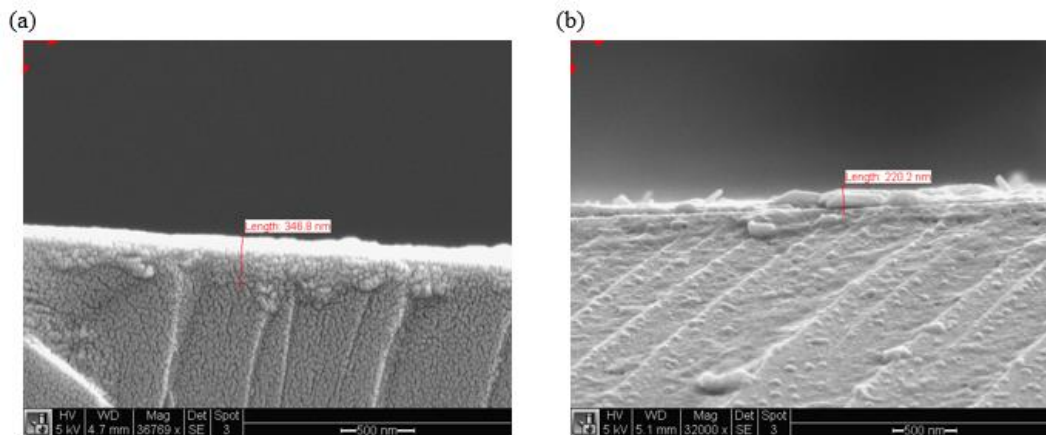 (a)
(b)
Length: 346.8 nm
Length: 220.2 nm
HV WD Mag Det Spot
5 kV 4.7 mm 36769 x SE 3 500 nm
HV WD Mag Det Spot
5 kV 5.1 mm 32000 x SE 3 500 nm